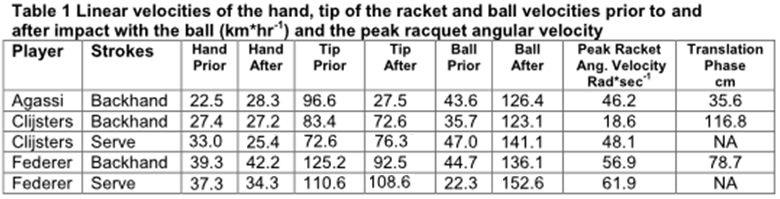 Table 1 Linear velocities of the hand, tip of the racket and ball velocities prior to and
after impact with the ball (km*hr-1) and the peak racquet angular velocity
Player Strokes Hand Prior Hand After Tip Prior Tip After Ball Prior Ball After Peak Racket Ang. Velocity Rad*sec-1 Translation Phase cm
Agassi Backhand 22.5 28.3 96.6 27.5 43.6 126.4 46.2 35.6
Clijsters Backhand 27.4 27.2 83.4 72.6 35.7 123.1 18.6 116.8
Clijsters Serve 33.0 25.4 72.6 76.3 47.0 141.1 48.1 NA
Federer Backhand 39.3 42.2 125.2 92.5 44.7 136.1 56.9 78.7
Federer Serve 37.3 34.3 110.6 108.6 22.3 152.6 61.9 NA